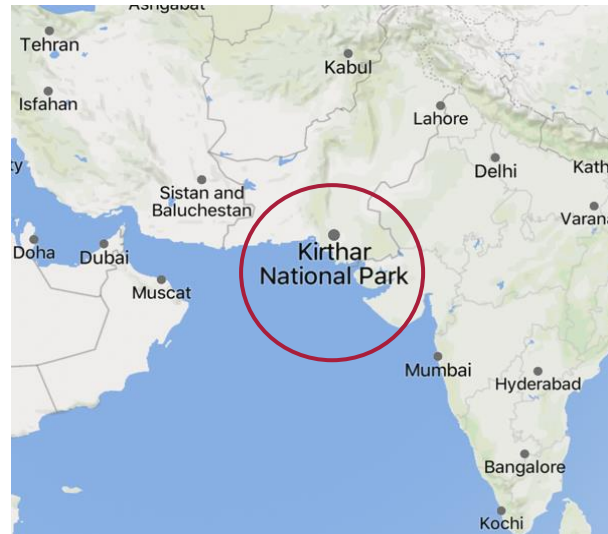 Ashgabat
Tehran
Kabul
Isfahan
Lahore
Delhi
Kath
Sistan and
Baluchestan
Varana
Doha
Dubai
Kirthar
National Park
Muscat
Mumbai
Hyderabad
Bangalore
Kochi